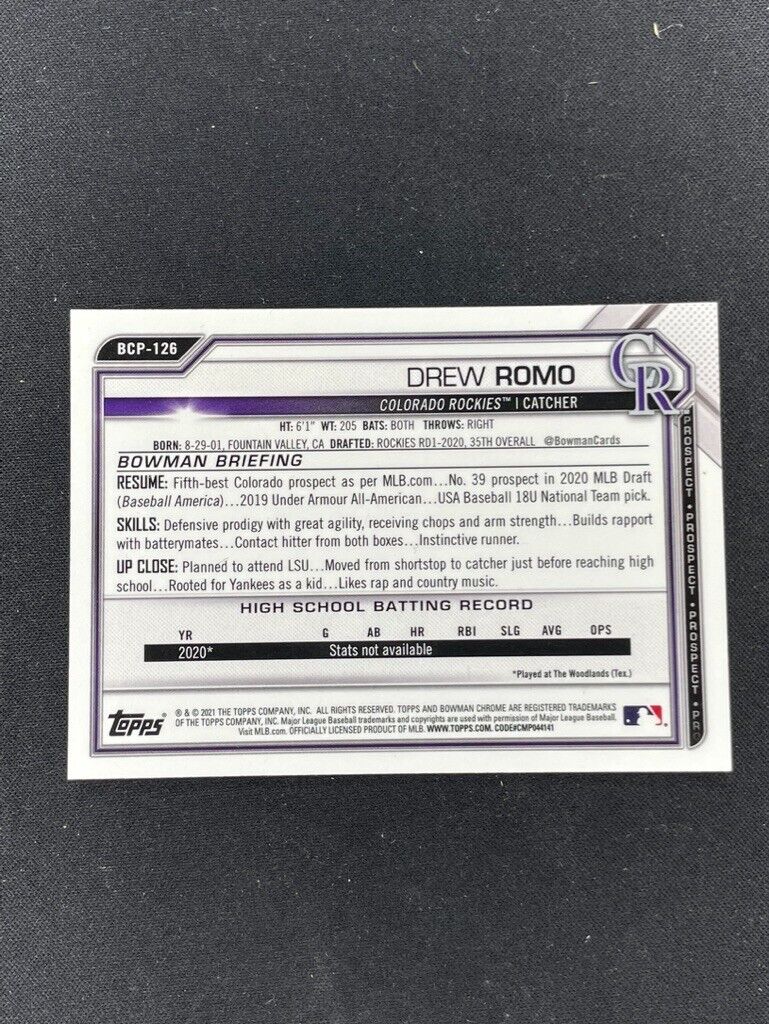 BCP-126
DREW ROMO
CR
COLORADO ROCKIES™ | CATCHER
HT: 6'1" WT: 205 BATS: BOTH THROWS: RIGHT
BORN: 8-29-01, FOUNTAIN VALLEY, CA DRAFTED: ROCKIES RD1-2020, 35TH OVERALL @BowmanCards
BOWMAN BRIEFING
RESUME: Fifth-best Colorado prospect as per MLB.com...No. 39 prospect in 2020 MLB Draft
(Baseball America)...2019 Under Armour All-American...USA Baseball 18U National Team pick.
SKILLS: Defensive prodigy with great agility, receiving chops and arm strength...Builds rapport
with batterymates...Contact hitter from both boxes...Instinctive runner.
UP CLOSE: Planned to attend LSU...Moved from shortstop to catcher just before reaching high
school...Rooted for Yankees as a kid...Likes rap and country music.
HIGH SCHOOL BATTING RECORD
YR G AB HR RBI SLG AVG OPS
2020* Stats not available
*Played at The Woodlands (Tex.)
PROSPECT • PROSPECT • PROSPECT • PR
TOPPS
® & © 2021 THE TOPPS COMPANY, INC. ALL RIGHTS RESERVED. TOPPS AND BOWMAN CHROME ARE REGISTERED TRADEMARKS
OF THE TOPPS COMPANY, INC. Major League Baseball trademarks and copyrights are used with permission of Major League Baseball.
Visit MLB.com. OFFICIALLY LICENSED PRODUCT OF MLB. WWW.TOPPS.COM. CODE#CMP044141